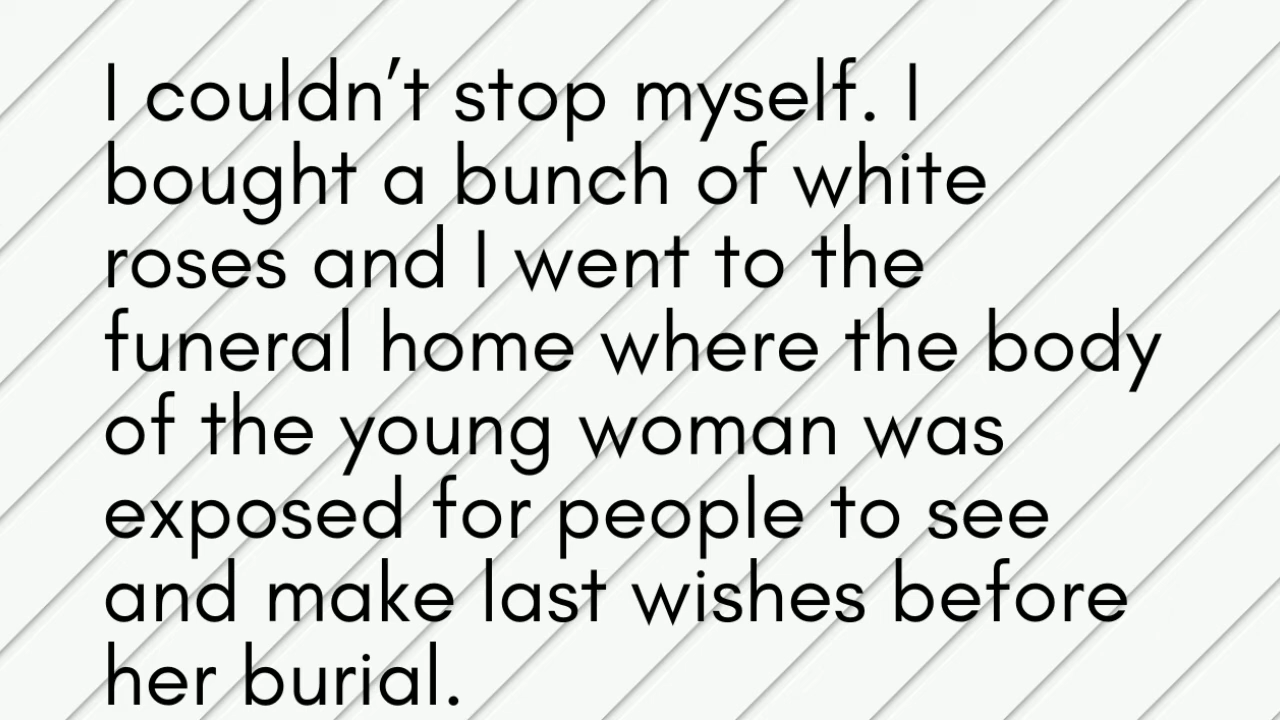 I couldn’t stop myself. I
bought a bunch of white
roses and I went to the
funeral home where the body
of the young woman was
exposed for people to see
and make last wishes before
her burial.